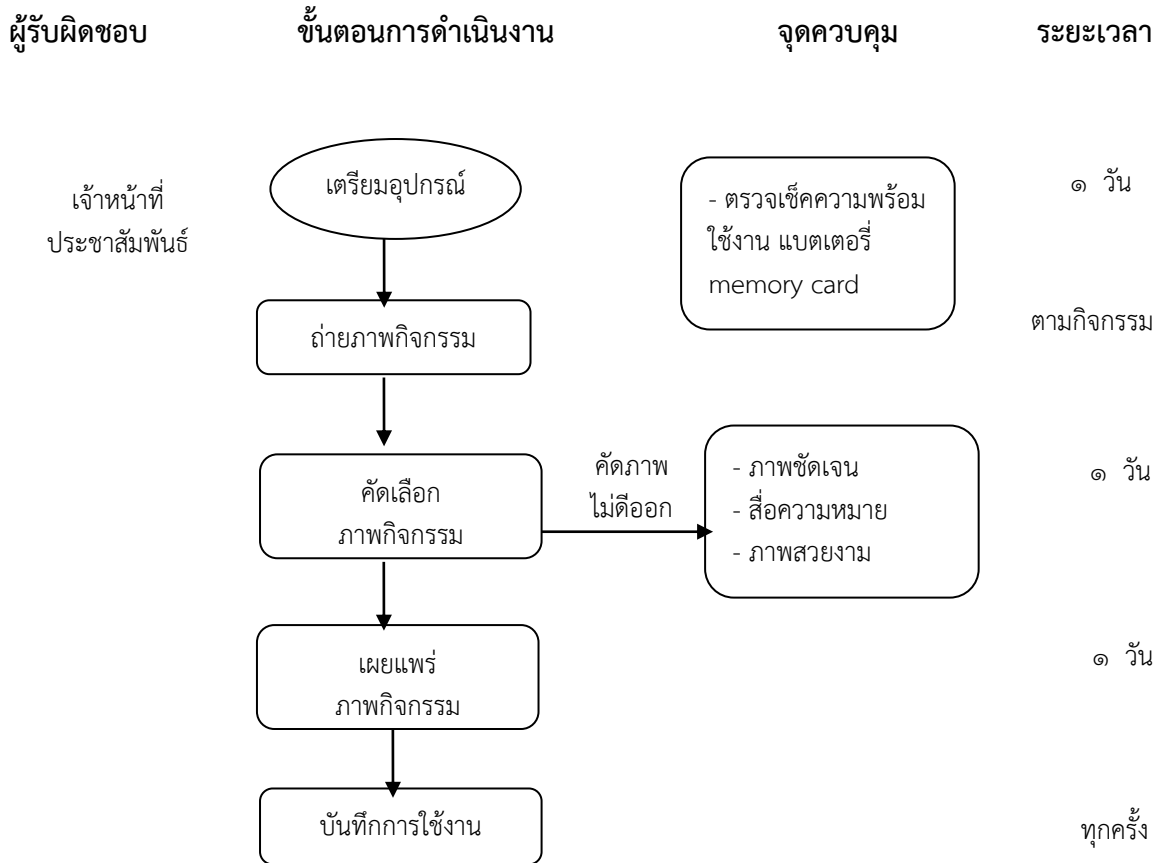 ผู้รับผิดชอบ ขั้นตอนการดำเนินงาน จุดควบคุม ระยะเวลา
เจ้าหน้าที่
ประชาสัมพันธ์
เตรียมอุปกรณ์
- ตรวจเช็คความพร้อม
ใช้งาน แบตเตอรี่
memory card
๑ วัน
ถ่ายภาพกิจกรรม
ตามกิจกรรม
คัดเลือก
ภาพกิจกรรม
คัดภาพ
ไม่ดีออก
- ภาพชัดเจน
- สื่อความหมาย
- ภาพสวยงาม
๑ วัน
เผยแพร่
ภาพกิจกรรม
๑ วัน
บันทึกการใช้งาน
ทุกครั้ง